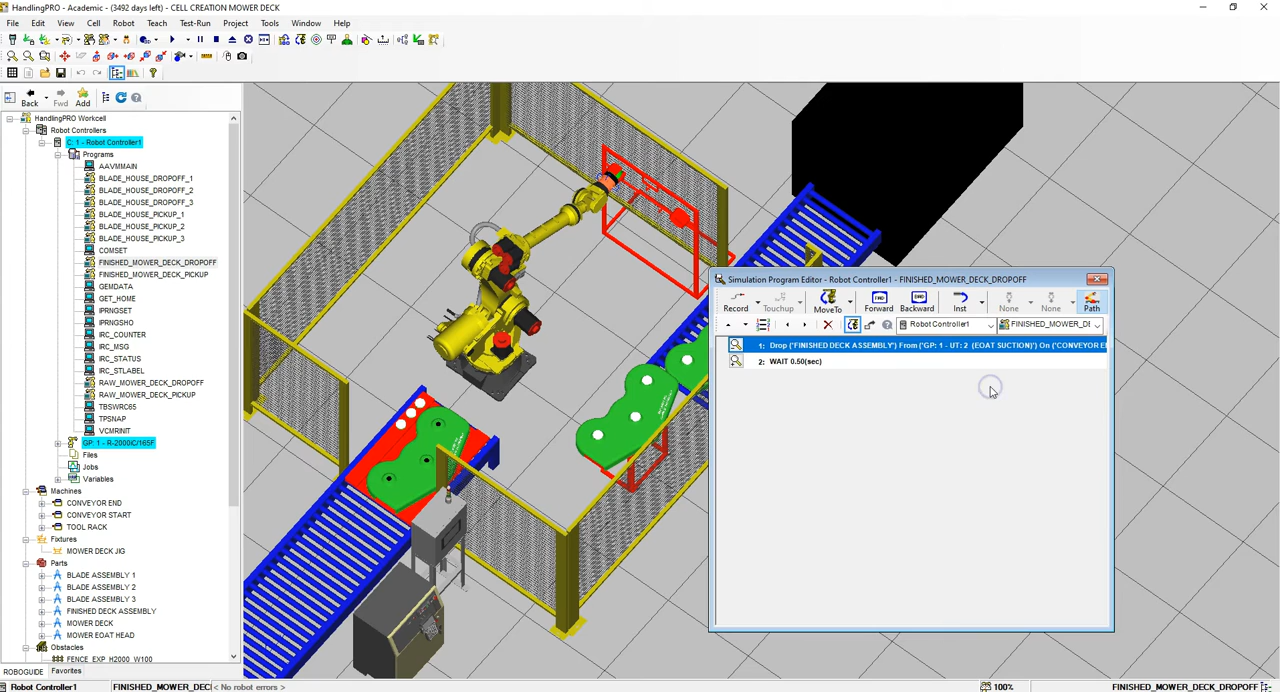 HandlingPRO - Academic - (3492 days left) - CELL CREATION MOWER DECK
File Edit View Cell Robot Teach Test-Run Project Tools Window Help
Back Fwd Add
HandlingPRO Workcell
Robot Controllers
C: 1 - Robot Controller1
Programs
AAVMMAIN
BLADE_HOUSE_DROPOFF_1
BLADE_HOUSE_DROPOFF_2
BLADE_HOUSE_DROPOFF_3
BLADE_HOUSE_PICKUP_1
BLADE_HOUSE_PICKUP_2
BLADE_HOUSE_PICKUP_3
COMSET
FINISHED_MOWER_DECK_DROPOFF
FINISHED_MOWER_DECK_PICKUP
GEMDATA
GET_HOME
IPRNGSET
IPRNGSHO
IRC_COUNTER
IRC_STATUS
IRC_STLABEL
RAW_MOWER_DECK_DROPOFF
RAW_MOWER_DECK_PICKUP
TBSWRC65
TPSNAP
VCMRINIT
GP: 1 - R-2000iC/165F
Files
Jobs
Variables
Machines
CONVEYOR END
CONVEYOR START
TOOL RACK
Fixtures
MOWER DECK JIG
Parts
BLADE ASSEMBLY 1
BLADE ASSEMBLY 2
BLADE ASSEMBLY 3
FINISHED DECK ASSEMBLY
MOWER DECK
MOWER EOAT HEAD
Obstacles
FENCE_EXP_H2000_W100
ROBOGUIDE Favorites
Simulation Program Editor - Robot Controller1 - FINISHED_MOWER_DECK_DROPOFF
Record Touchup MoveTo Forward Backward Inst None None Path
Robot Controller1 FINISHED_MOWER_DE
1: Drop ('FINISHED DECK ASSEMBLY') From ('GP: 1 - UT: 2 (EOAT SUCTION)') On ('CONVEYOR E
2: WAIT 0.50(sec)
Robot Controller1 FINISHED_MOWER_DEC < No robot errors > 100% FINISHED_MOWER_DECK_DROPOFF